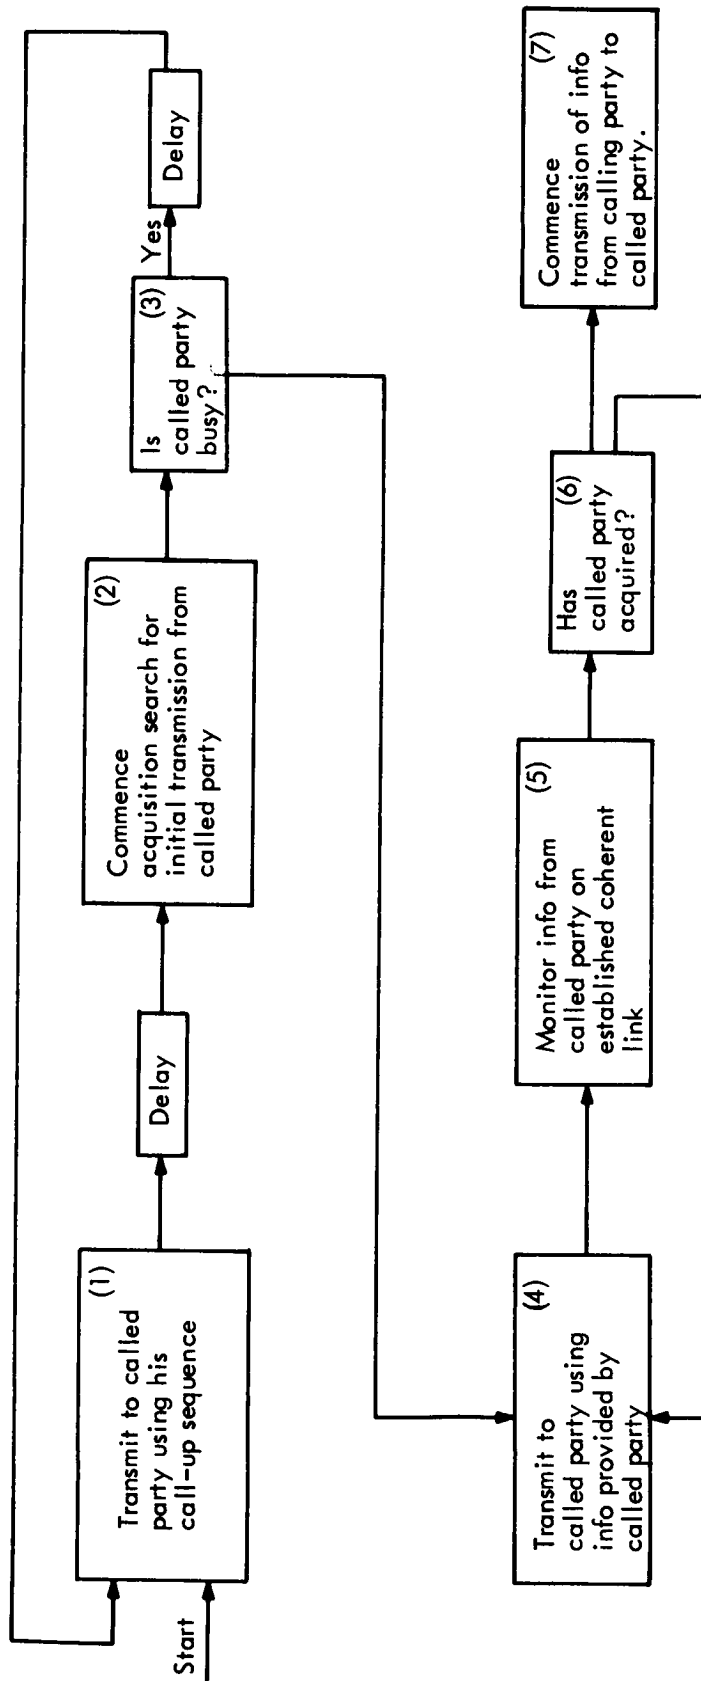 Start
(1)
Transmit to called
party using his
call-up sequence
Delay
(2)
Commence
acquisition search for
initial transmission from
called party
(3)
Is
called party
busy?
Yes
Delay
(4)
Transmit to
called party using
info provided by
called party
(5)
Monitor info from
called party on
established coherent
link
(6)
Has
called party
acquired?
(7)
Commence
transmission of info
from calling party to
called party.